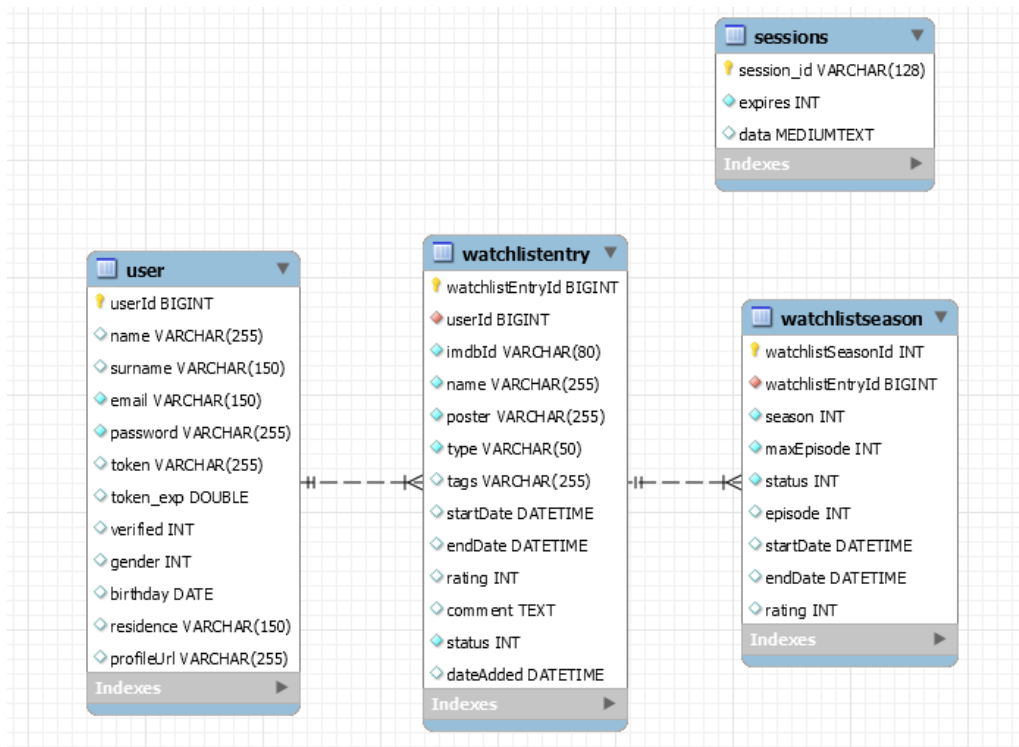 sessions
session_id VARCHAR(128)
expires INT
data MEDIUMTEXT
Indexes
user
userId BIGINT
name VARCHAR(255)
surname VARCHAR(150)
email VARCHAR(150)
password VARCHAR(255)
token VARCHAR(255)
token_exp DOUBLE
verified INT
gender INT
birthday DATE
residence VARCHAR(150)
profileUrl VARCHAR(255)
Indexes
watchlistentry
watchlistEntryId BIGINT
userId BIGINT
imdbId VARCHAR(80)
name VARCHAR(255)
poster VARCHAR(255)
type VARCHAR(50)
tags VARCHAR(255)
startDate DATETIME
endDate DATETIME
rating INT
comment TEXT
status INT
dateAdded DATETIME
Indexes
watchlistseason
watchlistSeasonId INT
watchlistEntryId BIGINT
season INT
maxEpisode INT
status INT
episode INT
startDate DATETIME
endDate DATETIME
rating INT
Indexes